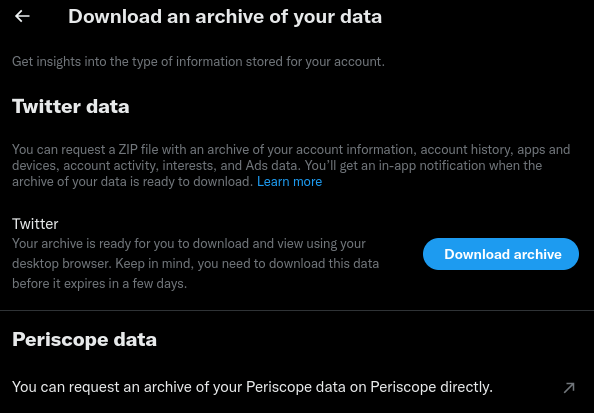 Download an archive of your data
Get insights into the type of information stored for your account.
Twitter data
You can request a ZIP file with an archive of your account information, account history, apps and
devices, account activity, interests, and Ads data. You’ll get an in-app notification when the
archive of your data is ready to download. Learn more
Twitter
Your archive is ready for you to download and view using your
desktop browser. Keep in mind, you need to download this data
before it expires in a few days.
Download archive
Periscope data
You can request an archive of your Periscope data on Periscope directly.